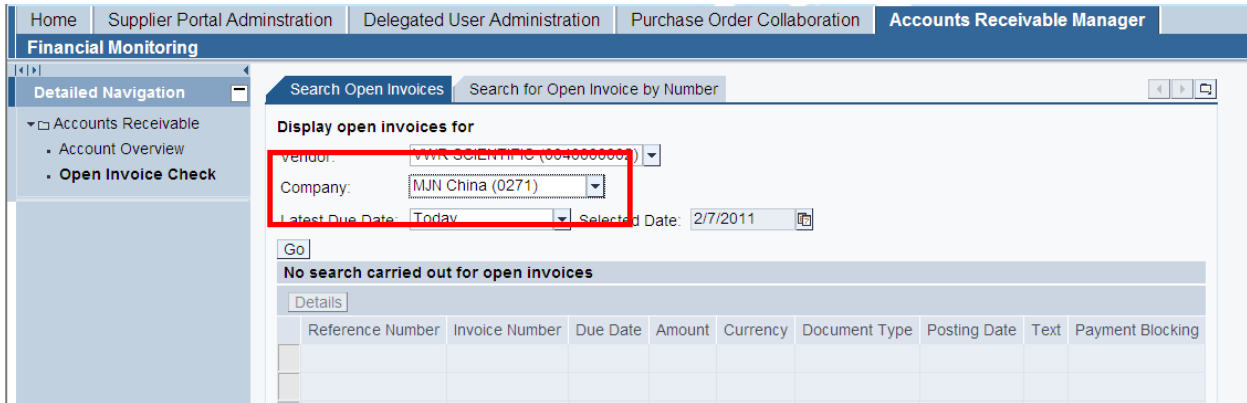 Home Supplier Portal Adminstration Delegated User Administration Purchase Order Collaboration Accounts Receivable Manager
Financial Monitoring
Detailed Navigation
Accounts Receivable
Account Overview
Open Invoice Check
Search Open Invoices Search for Open Invoice by Number
Display open invoices for
Vendor: VWR SCIENTIFIC
Company: MJN China (0271)
Latest Due Date: Today Selected Date: 2/7/2011
Go
No search carried out for open invoices
Details
Reference Number Invoice Number Due Date Amount Currency Document Type Posting Date Text Payment Blocking